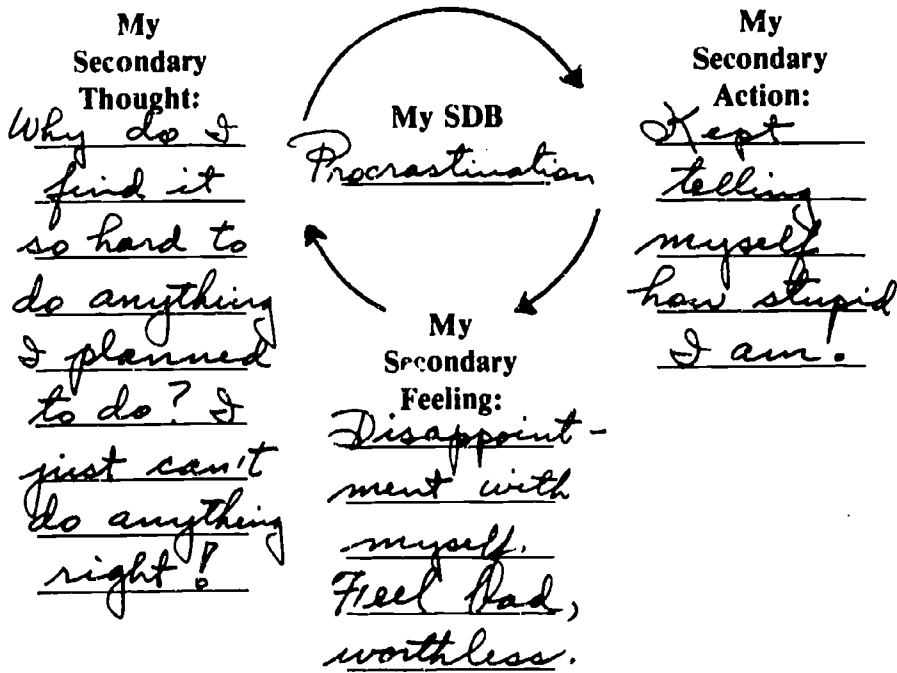 My
Secondary
Thought:
Why do I
find it
so hard to
do anything
I planned
to do? I
just can't
do anything
right!
My SDB
Procrastination
My
Secondary
Action:
Kept
telling
myself
how stupid
I am.
My
Secondary
Feeling:
Disappoint-
ment with
myself.
Feel bad,
worthless.